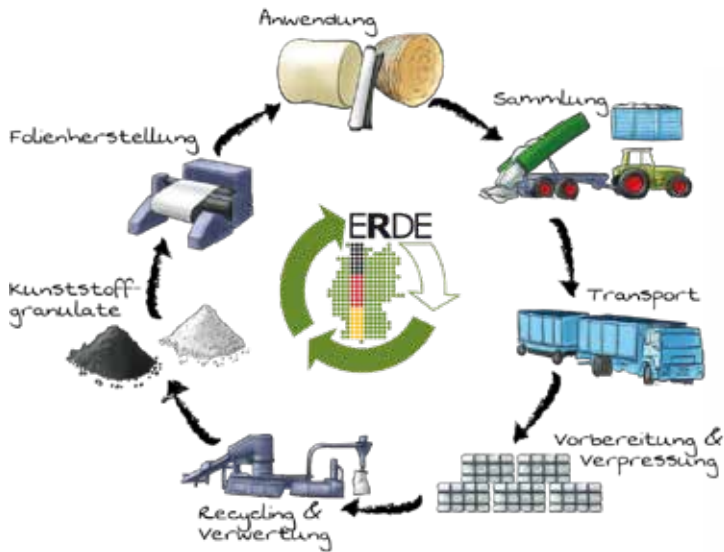 Anwendung
Sammlung
Folienherstellung
ERDE
Kunststoff-
granulate
Transport
Vorbereitung &
Verpressung
Recycling &
Verwertung